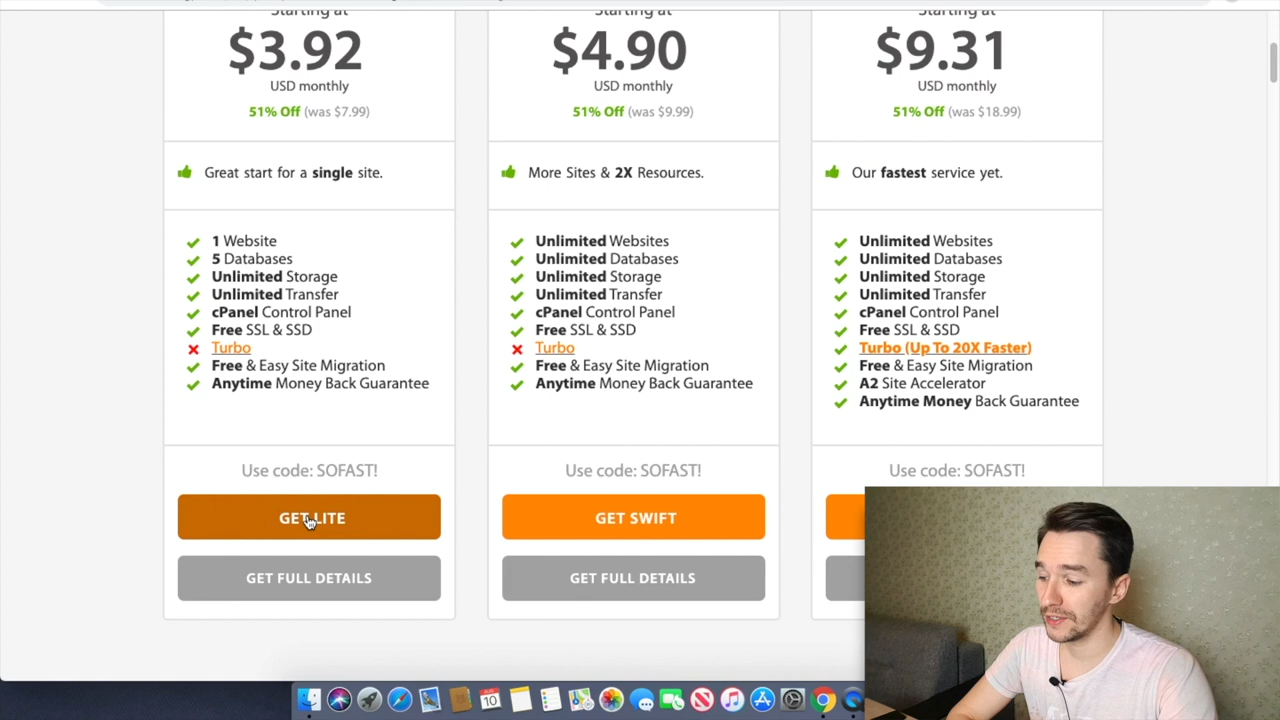 Starting at
$3.92
USD monthly
51% Off (was $7.99)
Great start for a single site.
1 Website
5 Databases
Unlimited Storage
Unlimited Transfer
cPanel Control Panel
Free SSL & SSD
Turbo
Free & Easy Site Migration
Anytime Money Back Guarantee
Use code: SOFAST!
GET LITE
GET FULL DETAILS
Starting at
$4.90
USD monthly
51% Off (was $9.99)
More Sites & 2X Resources.
Unlimited Websites
Unlimited Databases
Unlimited Storage
Unlimited Transfer
cPanel Control Panel
Free SSL & SSD
Turbo
Free & Easy Site Migration
Anytime Money Back Guarantee
Use code: SOFAST!
GET SWIFT
GET FULL DETAILS
Starting at
$9.31
USD monthly
51% Off (was $18.99)
Our fastest service yet.
Unlimited Websites
Unlimited Databases
Unlimited Storage
Unlimited Transfer
cPanel Control Panel
Free SSL & SSD
Turbo (Up To 20X Faster)
Free & Easy Site Migration
A2 Site Accelerator
Anytime Money Back Guarantee
Use code: SOFAST!
10